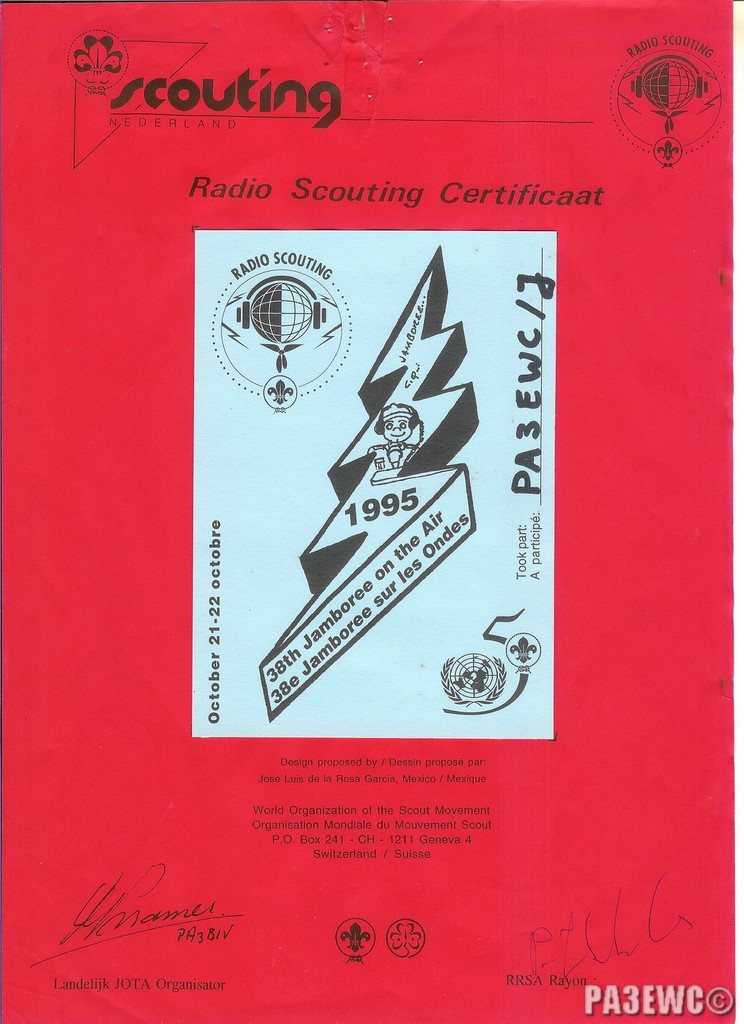 scouting
NEDERLAND
RADIO SCOUTING
Radio Scouting Certificaat
RADIO SCOUTING
C.Q... JAMBOREE...
1995
38th Jamboree on the Air
38e Jamboree sur les Ondes
October 21-22 octobre
Took part:
A participé:
PA3EWC/J
Design proposed by / Dessin proposé par:
Jose Luis de la Rosa Garcia, Mexico / Mexique
World Organization of the Scout Movement
Organisation Mondiale du Mouvement Scout
P.O. Box 241 - CH - 1211 Geneva 4
Switzerland / Suisse
PA3BIV
Landelijk JOTA Organisator
RRSA Rayon
PA3EWC©